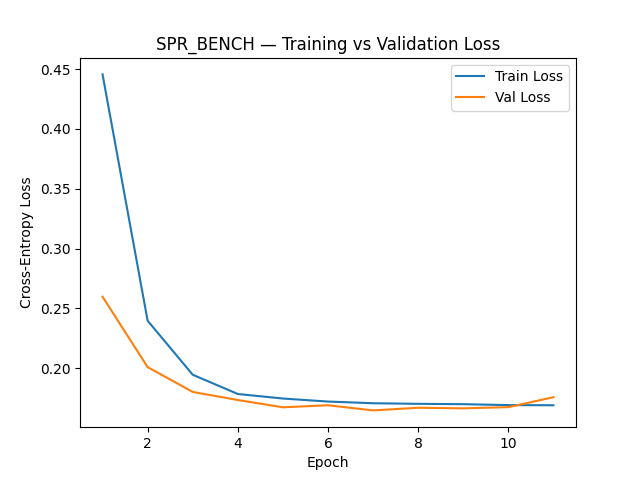 SPR_BENCH — Training vs Validation Loss
Train Loss
Val Loss
Cross-Entropy Loss
0.45
0.40
0.35
0.30
0.25
0.20
2 4 6 8 10
Epoch